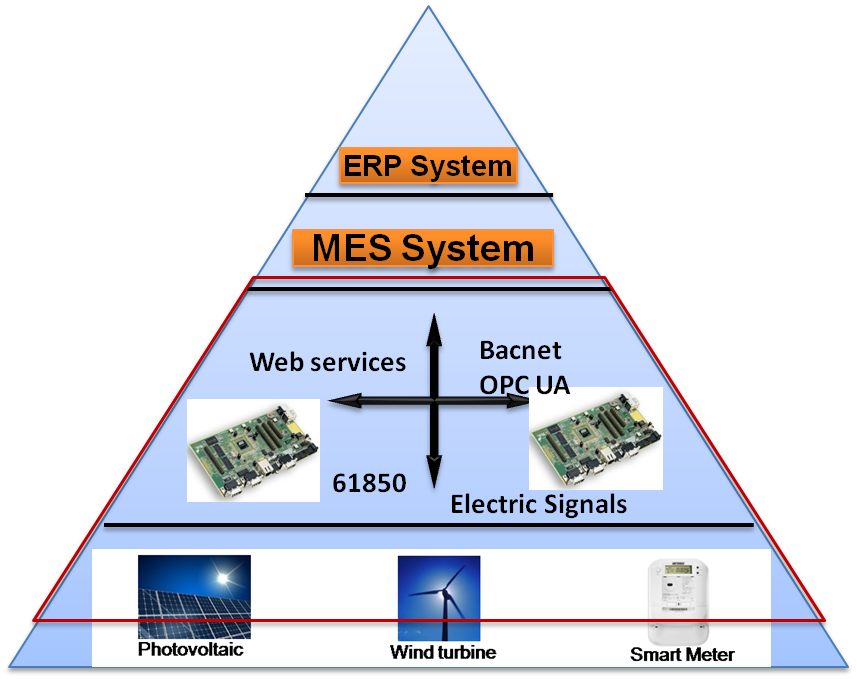 ERP System
MES System
Web services
Bacnet
OPC UA
61850
Electric Signals
Photovoltaic
Wind turbine
Smart Meter